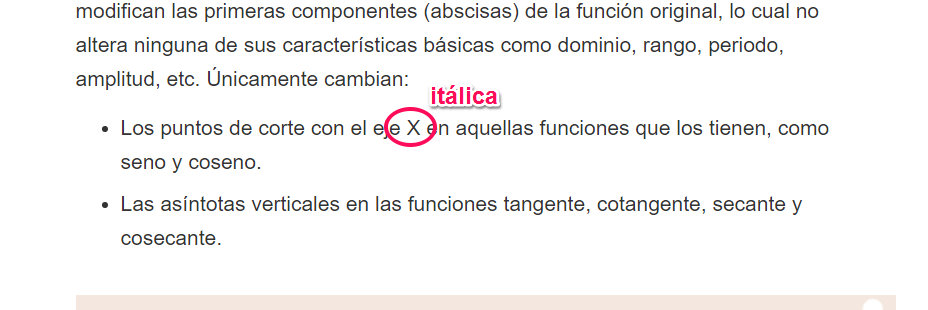 modifican las primeras componentes (abscisas) de la función original, lo cual no
altera ninguna de sus características básicas como dominio, rango, periodo,
amplitud, etc. Únicamente cambian:
itálica
• Los puntos de corte con el eje X en aquellas funciones que los tienen, como
seno y coseno.
• Las asíntotas verticales en las funciones tangente, cotangente, secante y
cosecante.